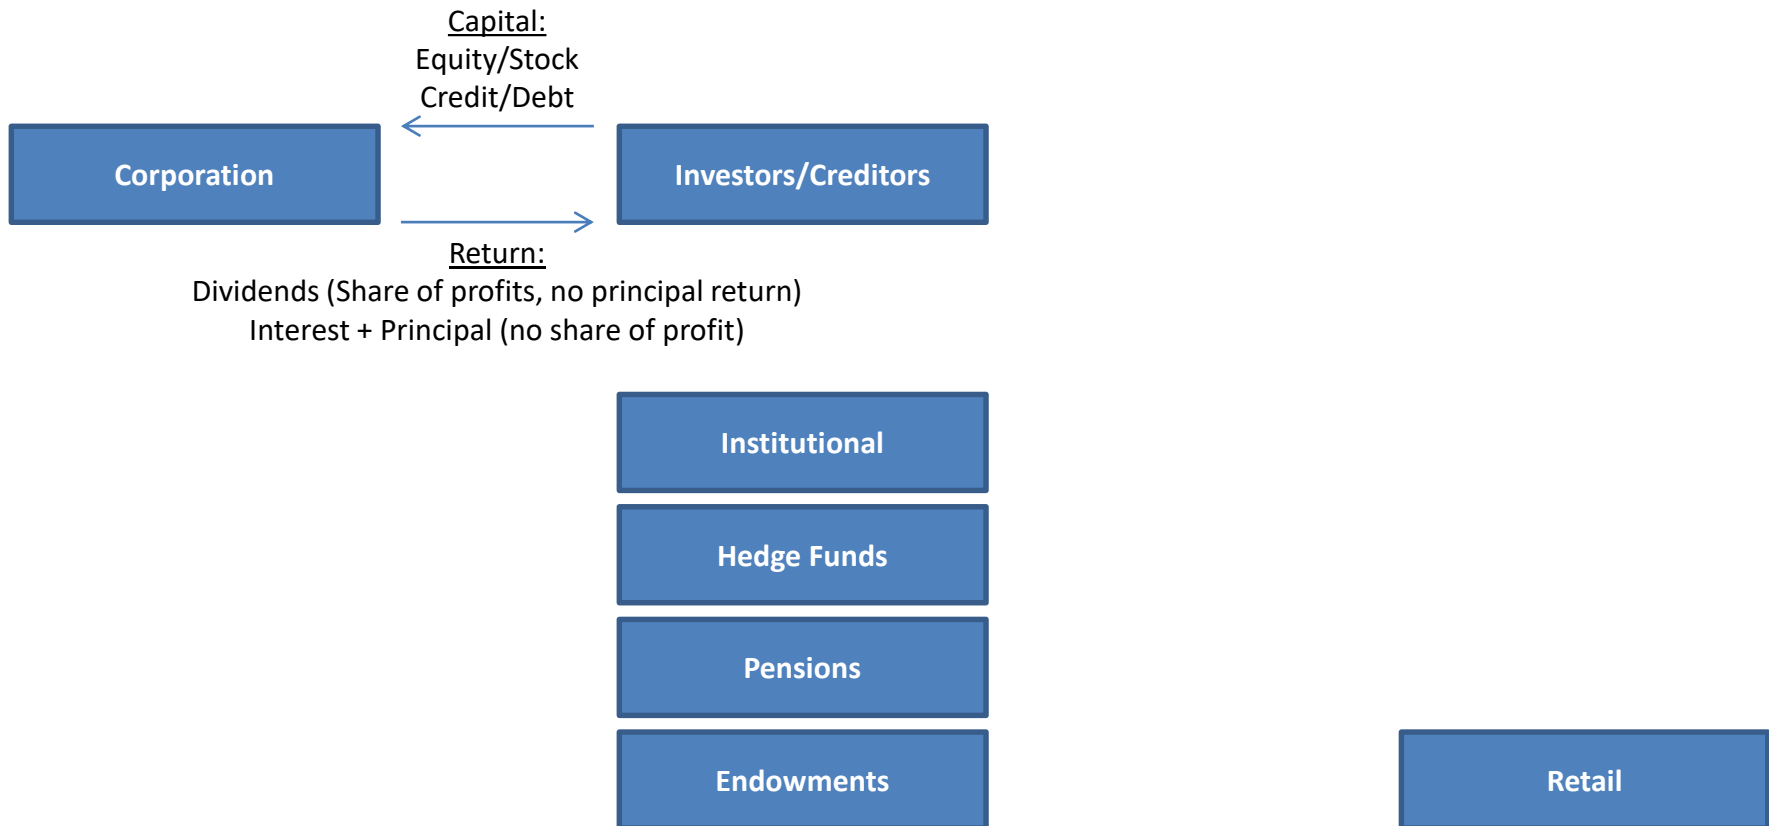 Capital:
Equity/Stock
Credit/Debt
Corporation
Investors/Creditors
Return:
Dividends (Share of profits, no principal return)
Interest + Principal (no share of profit)
Institutional
Hedge Funds
Pensions
Endowments
Retail